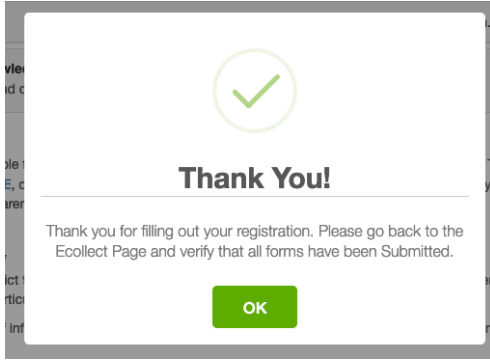 Thank You!
Thank you for filling out your registration. Please go back to the
Ecollect Page and verify that all forms have been Submitted.
OK